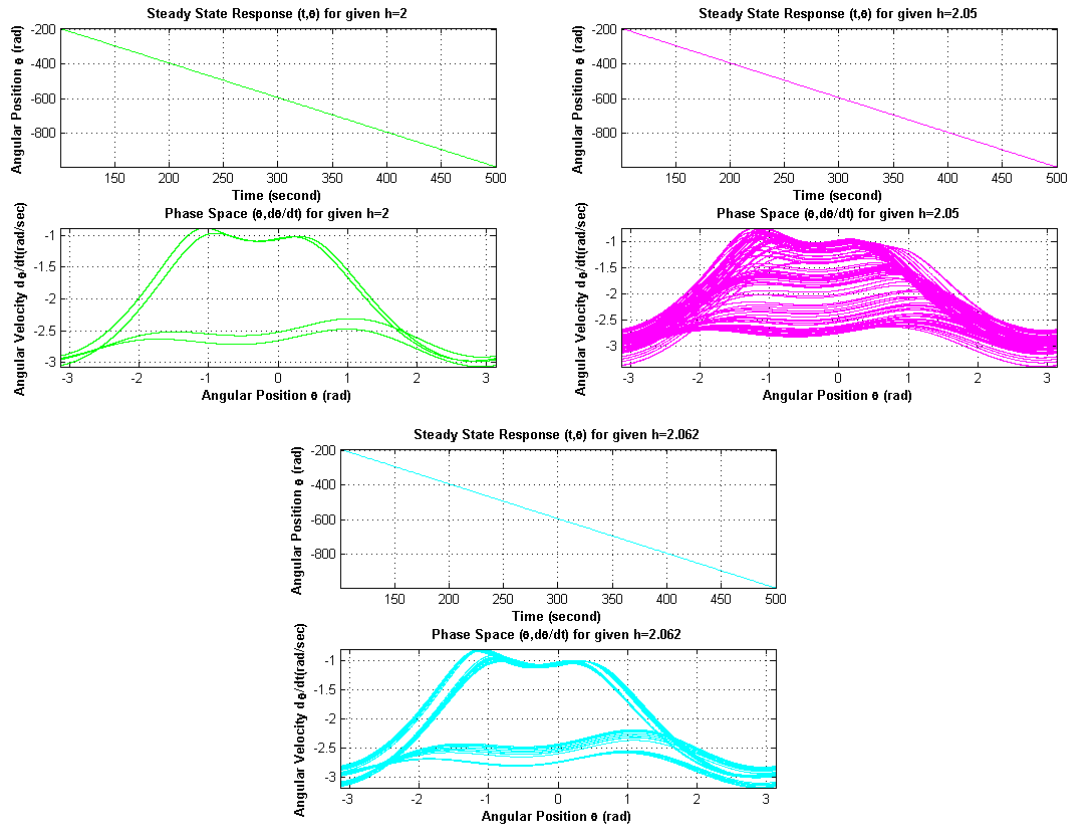 Steady State Response (t,θ) for given h=2
Angular Position θ (rad)
-200
-400
-600
-800
150 200 250 300 350 400 450 500
Time (second)
Phase Space (θ,dθ/dt) for given h=2
Angular Velocity dθ/dt(rad/sec)
-1
-1.5
-2
-2.5
-3
-3 -2 -1 0 1 2 3
Angular Position θ (rad)
Steady State Response (t,θ) for given h=2.05
Angular Position θ (rad)
-200
-400
-600
-800
150 200 250 300 350 400 450 500
Time (second)
Phase Space (θ,dθ/dt) for given h=2.05
Angular Velocity dθ/dt(rad/sec)
-1
-1.5
-2
-2.5
-3
-3 -2 -1 0 1 2 3
Angular Position θ (rad)
Steady State Response (t,θ) for given h=2.062
Angular Position θ (rad)
-200
-400
-600
-800
150 200 250 300 350 400 450 500
Time (second)
Phase Space (θ,dθ/dt) for given h=2.062
Angular Velocity dθ/dt(rad/sec)
-1
-1.5
-2
-2.5
-3
-3 -2 -1 0 1 2 3
Angular Position θ (rad)